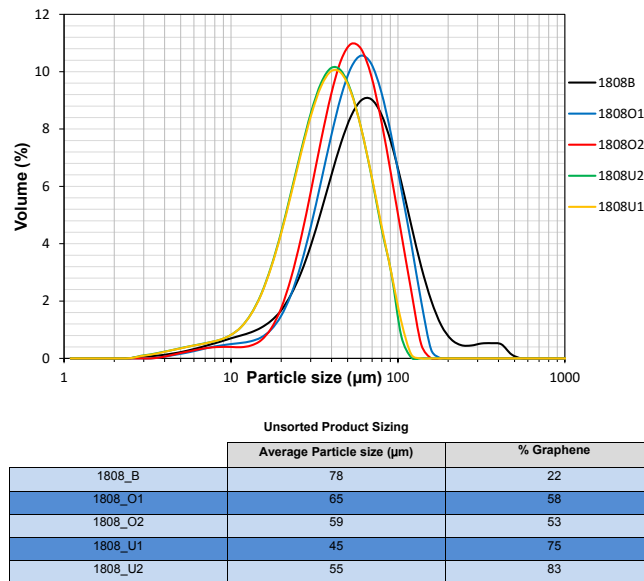 12
10
8
6
4
2
0
Volume (%)
1 10 100 1000
Particle size (µm)
1808B
1808O1
1808O2
1808U2
1808U1
Unsorted Product Sizing
Average Particle size (µm) % Graphene
1808_B 78 22
1808_O1 65 58
1808_O2 59 53
1808_U1 45 75
1808_U2 55 83